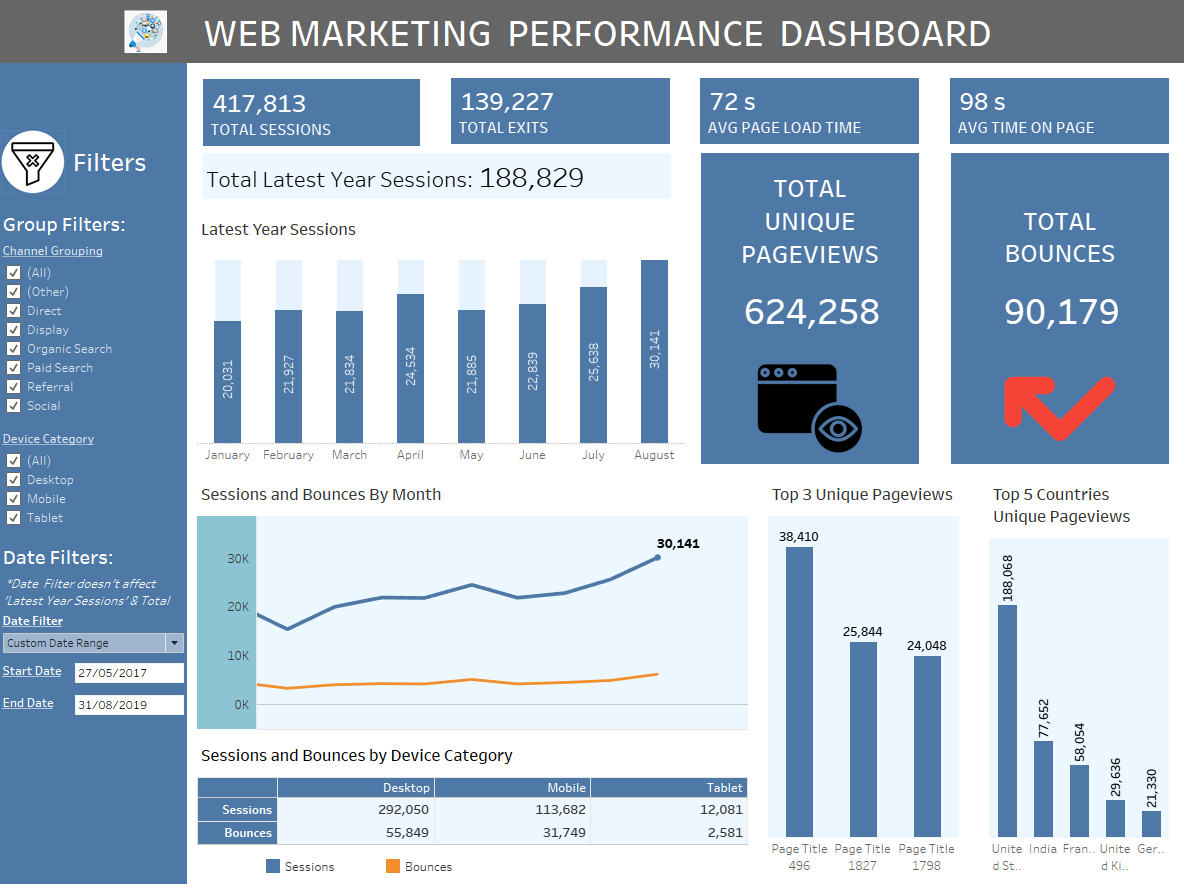 WEB MARKETING PERFORMANCE DASHBOARD
Filters
Group Filters:
Channel Grouping
(All)
(Other)
Direct
Display
Organic Search
Paid Search
Referral
Social
Device Category
(All)
Desktop
Mobile
Tablet
Date Filters:
*Date Filter doesn't affect
'Latest Year Sessions' & Total
Date Filter
Custom Date Range
Start Date 27/05/2017
End Date 31/08/2019
417,813
TOTAL SESSIONS
139,227
TOTAL EXITS
72 s
AVG PAGE LOAD TIME
98 s
AVG TIME ON PAGE
Total Latest Year Sessions: 188,829
Latest Year Sessions
20,031
21,927
21,834
24,534
21,885
22,839
25,638
30,141
January February March April May June July August
TOTAL
UNIQUE
PAGEVIEWS
624,258
TOTAL
BOUNCES
90,179
Sessions and Bounces By Month
30,141
30K
20K
10K
0K
Sessions and Bounces by Device Category
Desktop Mobile Tablet
Sessions 292,050 113,682 12,081
Bounces 55,849 31,749 2,581
Sessions Bounces
Top 3 Unique Pageviews
38,410
25,844
24,048
Page Title Page Title Page Title
496 1827 1798
Top 5 Countries
Unique Pageviews
188,068
77,652
58,054
29,636
21,330
Unite India Fran.. Unite Ger..
d St.. d Ki..